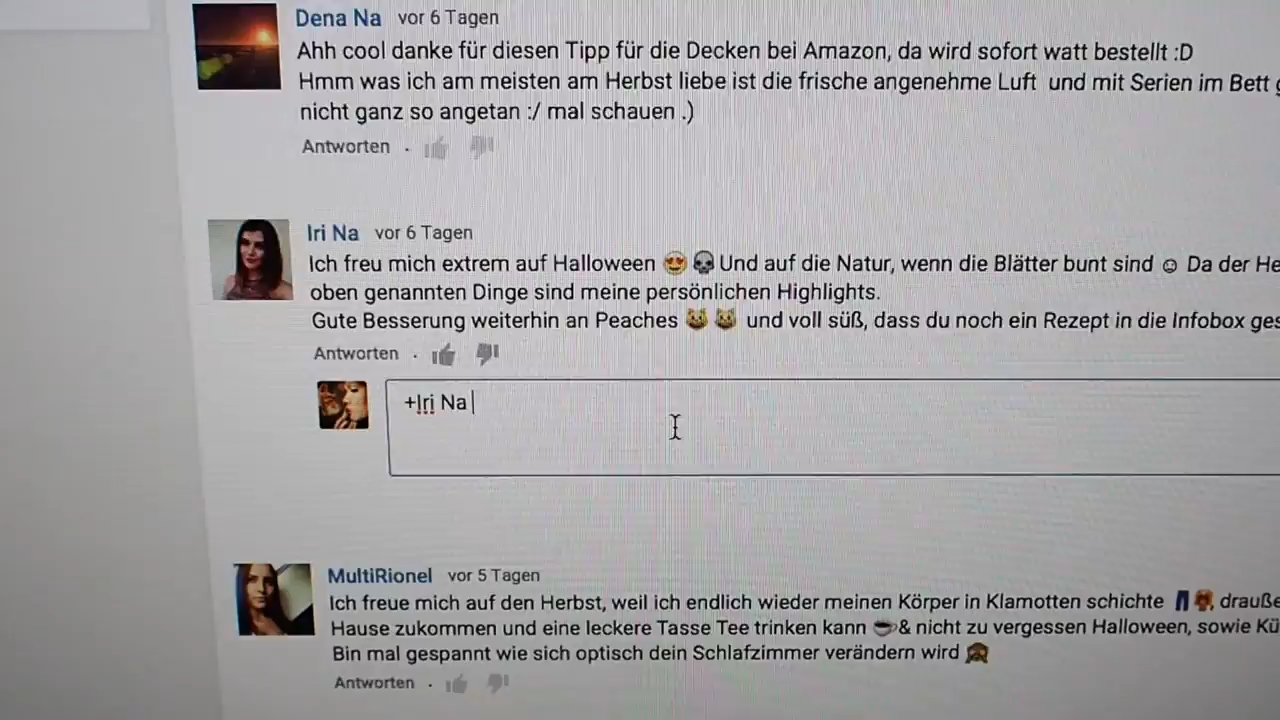 Dena Na vor 6 Tagen
Ahh cool danke für diesen Tipp für die Decken bei Amazon, da wird sofort watt bestellt :D
Hmm was ich am meisten am Herbst liebe ist die frische angenehme Luft und mit Serien im Bett
nicht ganz so angetan :/ mal schauen .)
Antworten ·
Iri Na vor 6 Tagen
Ich freu mich extrem auf Halloween 😍💀 Und auf die Natur, wenn die Blätter bunt sind ☺ Da der He
oben genannten Dinge sind meine persönlichen Highlights.
Gute Besserung weiterhin an Peaches 😺 😺 und voll süß, dass du noch ein Rezept in die Infobox ges
Antworten ·
+Iri Na
MultiRionel vor 5 Tagen
Ich freue mich auf den Herbst, weil ich endlich wieder meinen Körper in Klamotten schichte 👖, drauße
Hause zukommen und eine leckere Tasse Tee trinken kann ☕& nicht zu vergessen Halloween, sowie Kü
Bin mal gespannt wie sich optisch dein Schlafzimmer verändern wird 🙈
Antworten ·